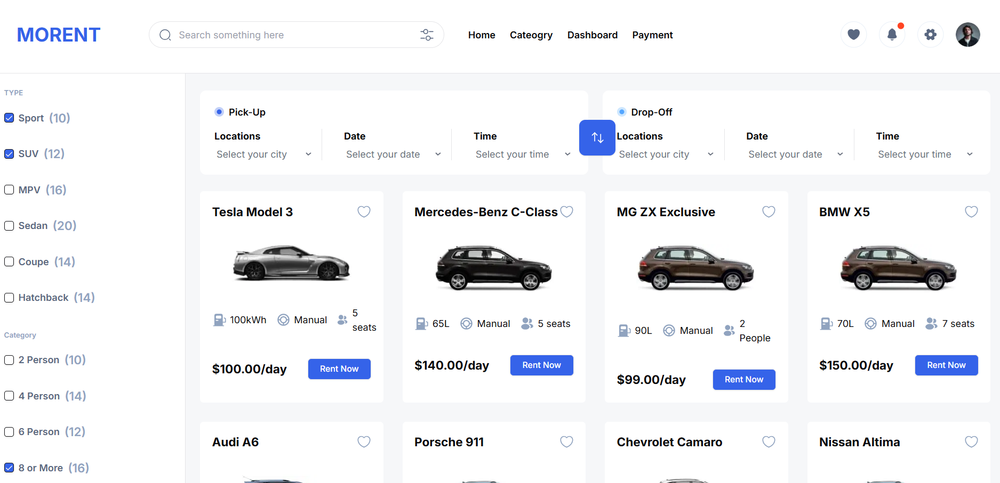 MORENT
Search something here
Home Cateogry Dashboard Payment
TYPE
Sport (10)
SUV (12)
MPV (16)
Sedan (20)
Coupe (14)
Hatchback (14)
Category
2 Person (10)
4 Person (14)
6 Person (12)
8 or More (16)
Pick-Up
Locations Date Time
Select your city Select your date Select your time
Drop-Off
Locations Date Time
Select your city Select your date Select your time
Tesla Model 3
100kWh Manual 5
seats
$100.00/day Rent Now
Mercedes-Benz C-Class
65L Manual 5 seats
$140.00/day Rent Now
MG ZX Exclusive
90L Manual 2
People
$99.00/day Rent Now
BMW X5
70L Manual 7 seats
$150.00/day Rent Now
Audi A6
Porsche 911
Chevrolet Camaro
Nissan Altima